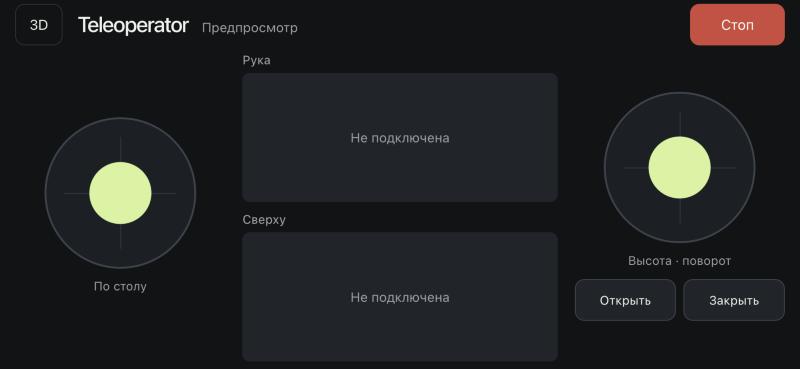 3D
Teleoperator Предпросмотр
Стоп
Рука
Не подключена
Сверху
Не подключена
По столу
Высота · поворот
Открыть
Закрыть